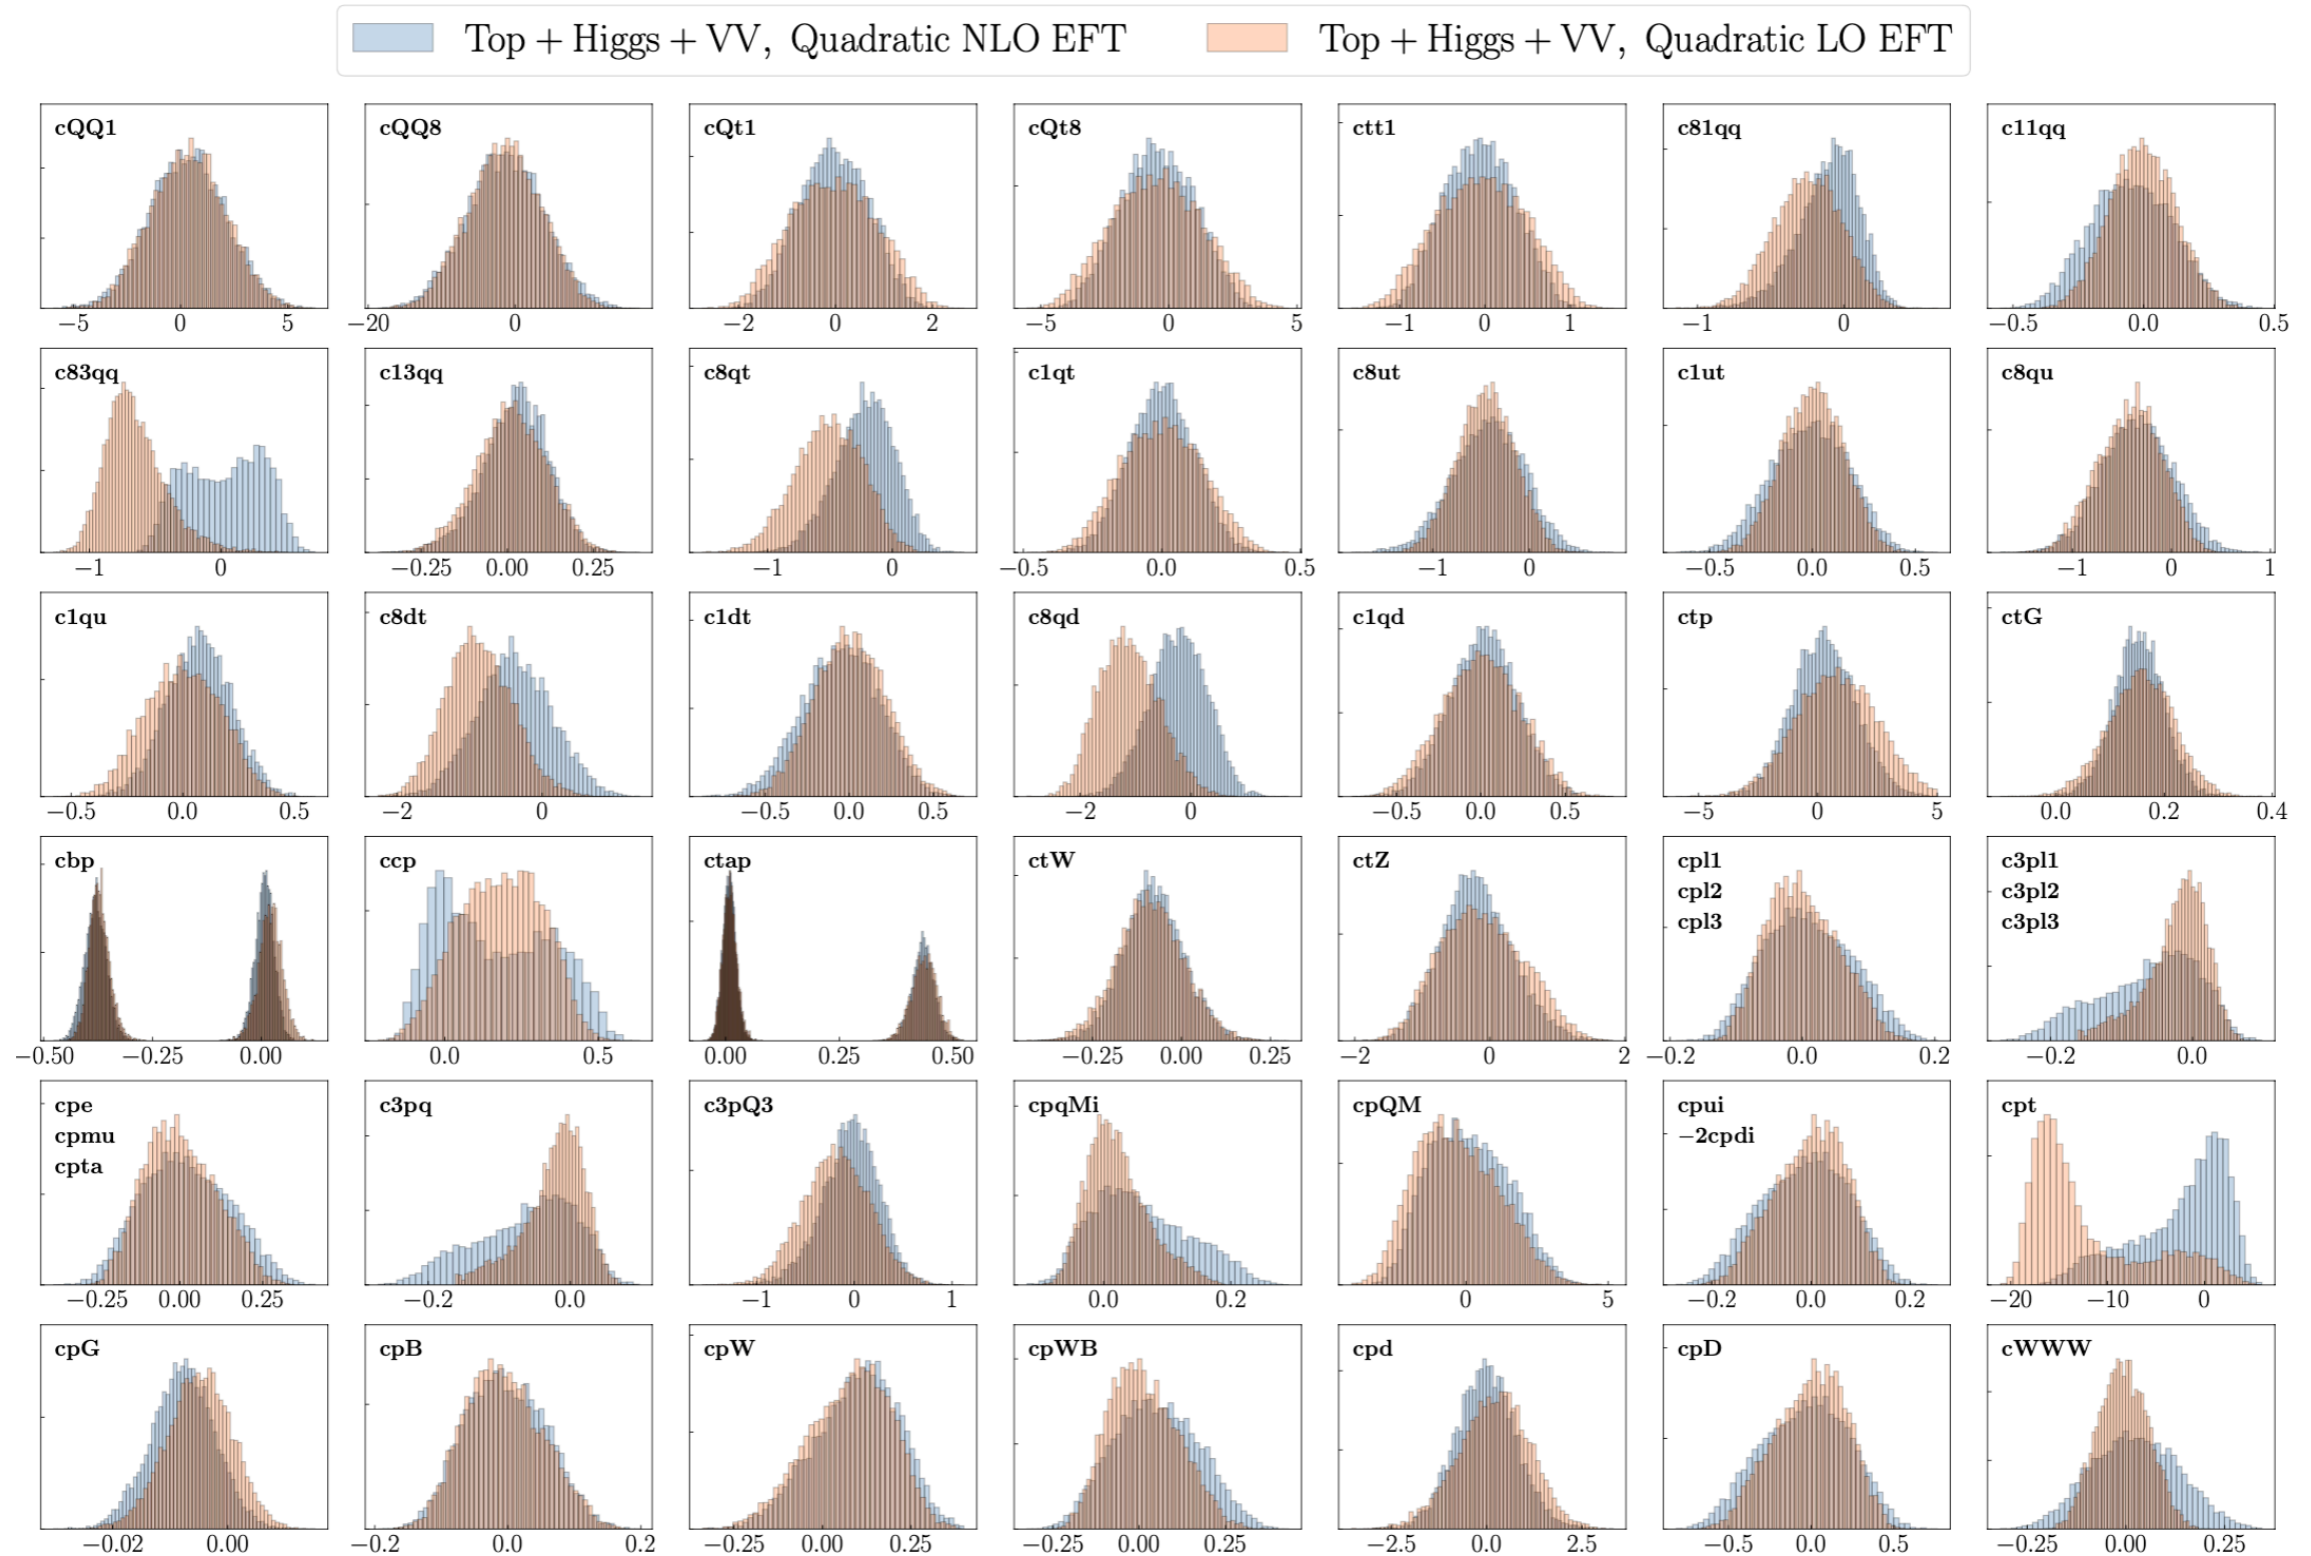 Top + Higgs + VV, Quadratic NLO EFT Top + Higgs + VV, Quadratic LO EFT
cQQ1
−5 0 5
cQQ8
−20 0
cQt1
−2 0 2
cQt8
−5 0 5
ctt1
−1 0 1
c81qq
−1 0
c11qq
−0.5 0.0 0.5
c83qq
−1 0
c13qq
−0.25 0.00 0.25
c8qt
−1 0
c1qt
−0.5 0.0 0.5
c8ut
−1 0
c1ut
−0.5 0.0 0.5
c8qu
−1 0 1
c1qu
−0.5 0.0 0.5
c8dt
−2 0
c1dt
−0.5 0.0 0.5
c8qd
−2 0
c1qd
−0.5 0.0 0.5
ctp
−5 0 5
ctG
0.0 0.2 0.4
cbp
−0.50 −0.25 0.00
ccp
0.0 0.5
ctap
0.00 0.25 0.50
ctW
−0.25 0.00 0.25
ctZ
−2 0 2
cpl1
cpl2
cpl3
−0.2 0.0 0.2
c3pl1
c3pl2
c3pl3
−0.2 0.0
cpe
cpmu
cpta
−0.25 0.00 0.25
c3pq
−0.2 0.0
c3pQ3
−1 0 1
cpqMi
0.0 0.2
cpQM
0 5
cpui
−2cpdi
−0.2 0.0 0.2
cpt
−20 −10 0
cpG
−0.02 0.00
cpB
−0.2 0.0 0.2
cpW
−0.25 0.00 0.25
cpWB
−0.25 0.00 0.25
cpd
−2.5 0.0 2.5
cpD
−0.5 0.0 0.5
cWWW
−0.25 0.00 0.25